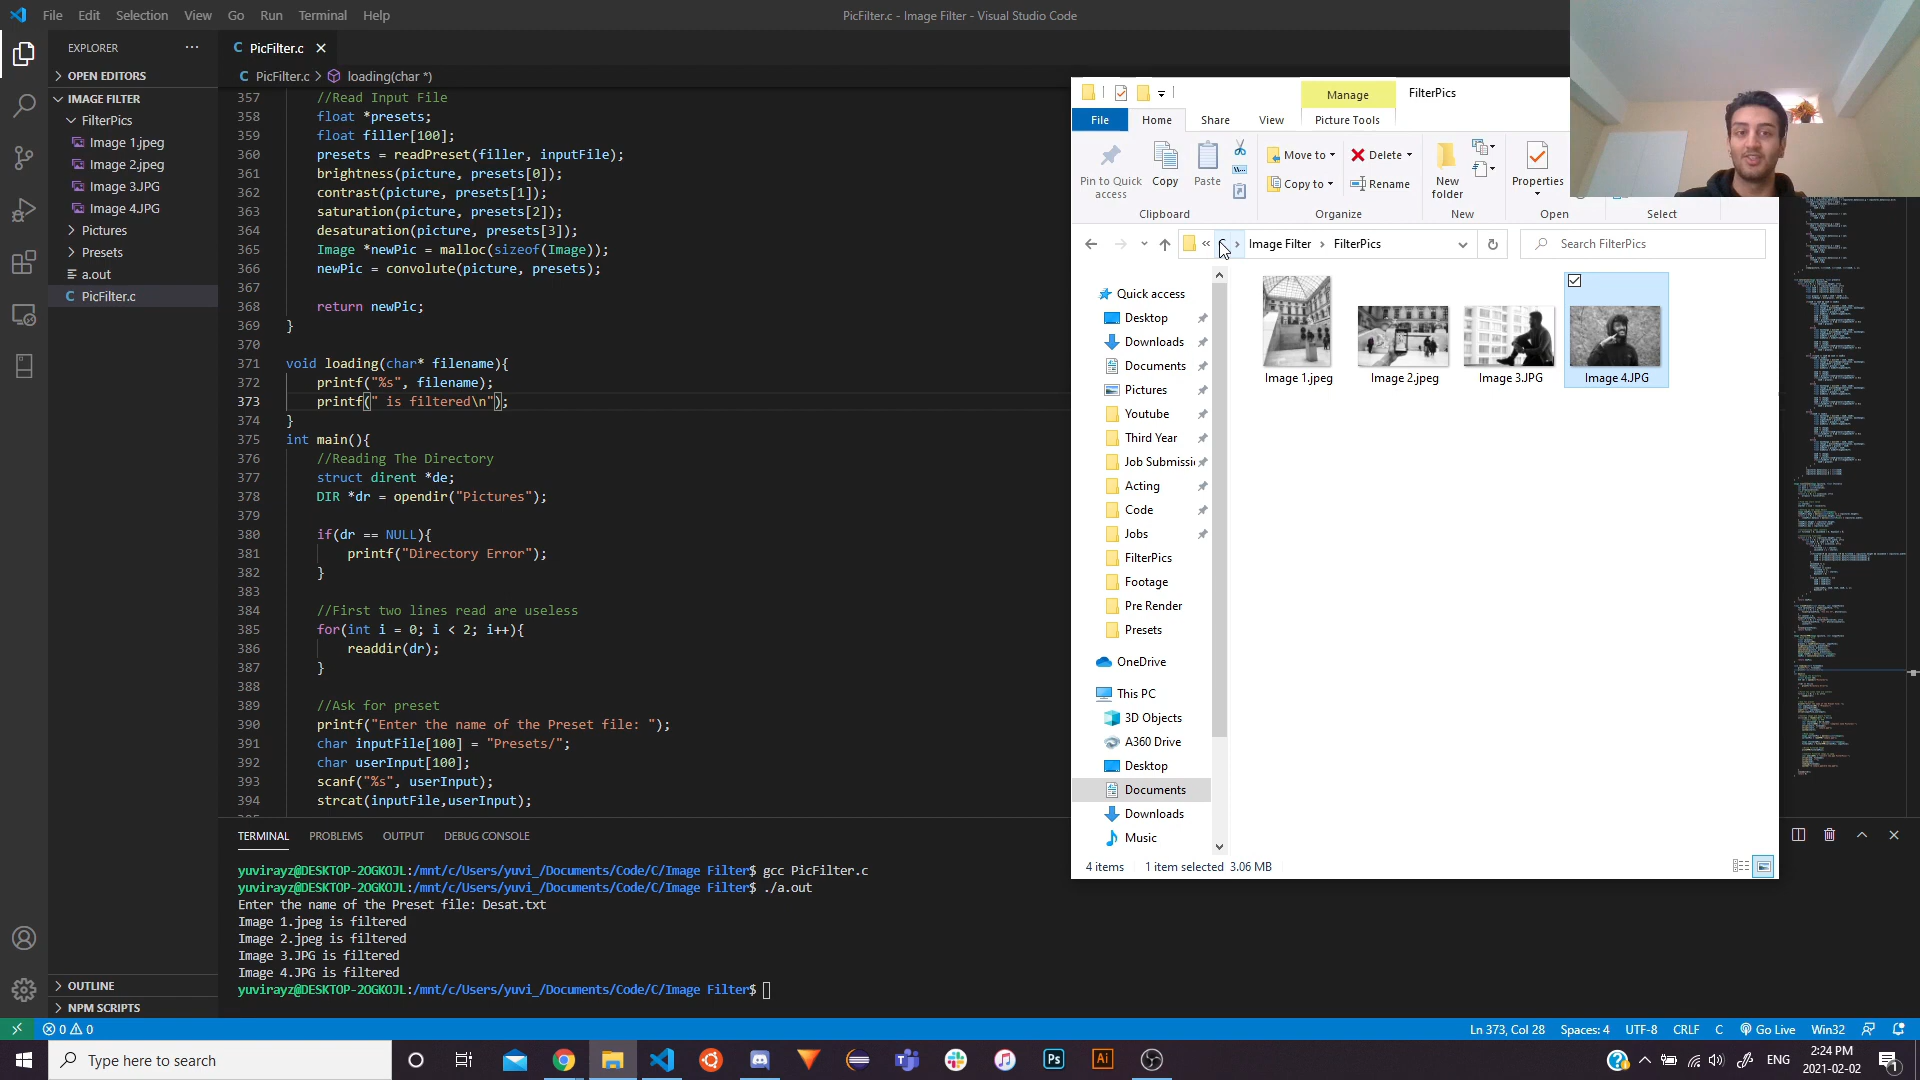 File Edit Selection View Go Run Terminal Help
PicFilter.c - Image Filter - Visual Studio Code
EXPLORER
OPEN EDITORS
IMAGE FILTER
FilterPics
Image 1.jpeg
Image 2.jpeg
Image 3.JPG
Image 4.JPG
Pictures
Presets
a.out
PicFilter.c
OUTLINE
NPM SCRIPTS
PicFilter.c
PicFilter.c > loading(char *)
357 //Read Input File
358 float *presets;
359 float filler[100];
360 presets = readPreset(filler, inputFile);
361 brightness(picture, presets[0]);
362 contrast(picture, presets[1]);
363 saturation(picture, presets[2]);
364 desaturation(picture, presets[3]);
365 Image *newPic = malloc(sizeof(Image));
366 newPic = convolute(picture, presets);
367
368 return newPic;
369 }
370
371 void loading(char* filename){
372 printf("%s", filename);
373 printf(" is filtered\n");
374 }
375 int main(){
376 //Reading The Directory
377 struct dirent *de;
378 DIR *dr = opendir("Pictures");
379
380 if(dr == NULL){
381 printf("Directory Error");
382 }
383
384 //First two lines read are useless
385 for(int i = 0; i < 2; i++){
386 readdir(dr);
387 }
388
389 //Ask for preset
390 printf("Enter the name of the Preset file: ");
391 char inputFile[100] = "Presets/";
392 char userInput[100];
393 scanf("%s", userInput);
394 strcat(inputFile,userInput);
TERMINAL PROBLEMS OUTPUT DEBUG CONSOLE
yuvirayz@DESKTOP-2OGKOJL:/mnt/c/Users/yuvi_/Documents/Code/C/Image Filter$ gcc PicFilter.c
yuvirayz@DESKTOP-2OGKOJL:/mnt/c/Users/yuvi_/Documents/Code/C/Image Filter$ ./a.out
Enter the name of the Preset file: Desat.txt
Image 1.jpeg is filtered
Image 2.jpeg is filtered
Image 3.JPG is filtered
Image 4.JPG is filtered
yuvirayz@DESKTOP-2OGKOJL:/mnt/c/Users/yuvi_/Documents/Code/C/Image Filter$
Manage FilterPics
File Home Share View Picture Tools
Pin to Quick access
Copy
Paste
Clipboard
Move to
Copy to
Delete
Rename
Organize
New folder
New
Properties
Open
Select
« Image Filter > FilterPics
Search FilterPics
Quick access
Desktop
Downloads
Documents
Pictures
Youtube
Third Year
Job Submissi
Acting
Code
Jobs
FilterPics
Footage
Pre Render
Presets
OneDrive
This PC
3D Objects
A360 Drive
Desktop
Documents
Downloads
Music
Image 1.jpeg
Image 2.jpeg
Image 3.JPG
Image 4.JPG
4 items 1 item selected 3.06 MB
0 0 Ln 373, Col 28 Spaces: 4 UTF-8 CRLF C Go Live Win32
Type here to search
Ps
Ai
ENG
2:24 PM
2021-02-02
1